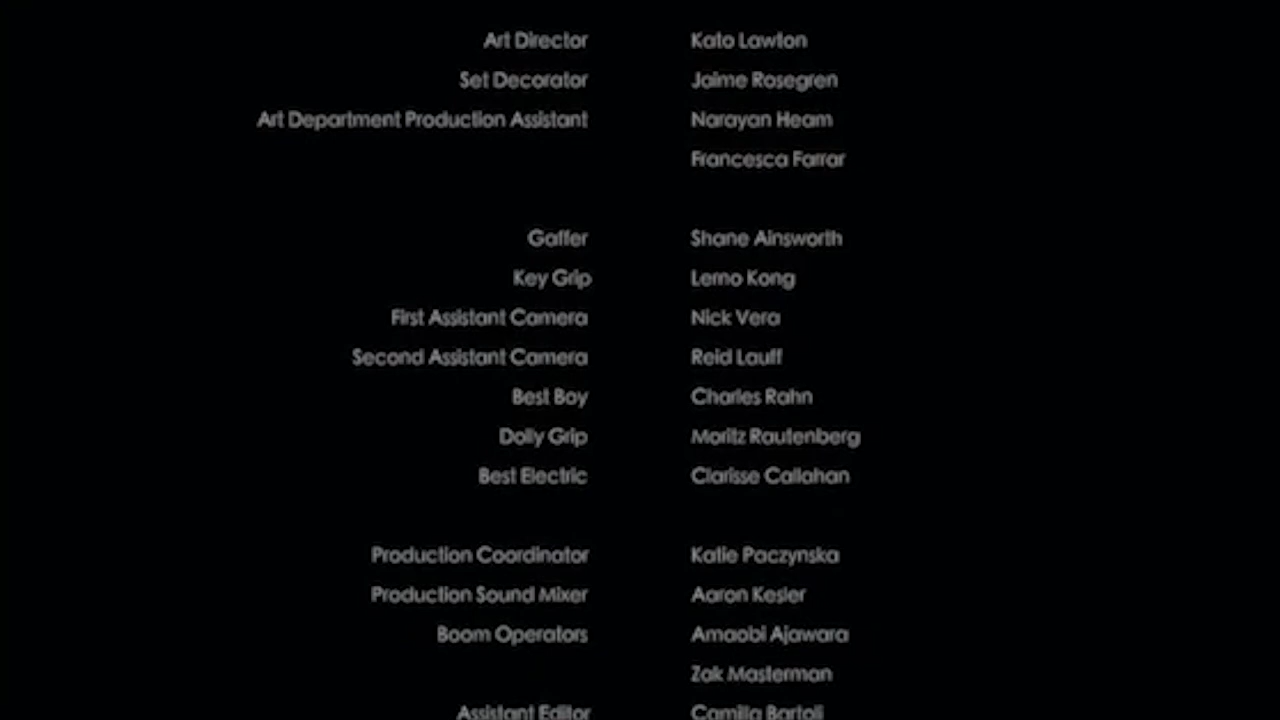 Art Director Kato Lawton
Set Decorator Jaime Rosegren
Art Department Production Assistant Narayan Heam
Francesca Farrar
Gaffer Shane Ainsworth
Key Grip Lemo Kong
First Assistant Camera Nick Vera
Second Assistant Camera Reid Lauff
Best Boy Charles Rahn
Dolly Grip Moritz Rautenberg
Best Electric Clarisse Callahan
Production Coordinator Katie Paczynska
Production Sound Mixer Aaron Kesler
Boom Operators Amaobi Ajawara
Zak Masterman
Assistant Editor Camilla Bartoli